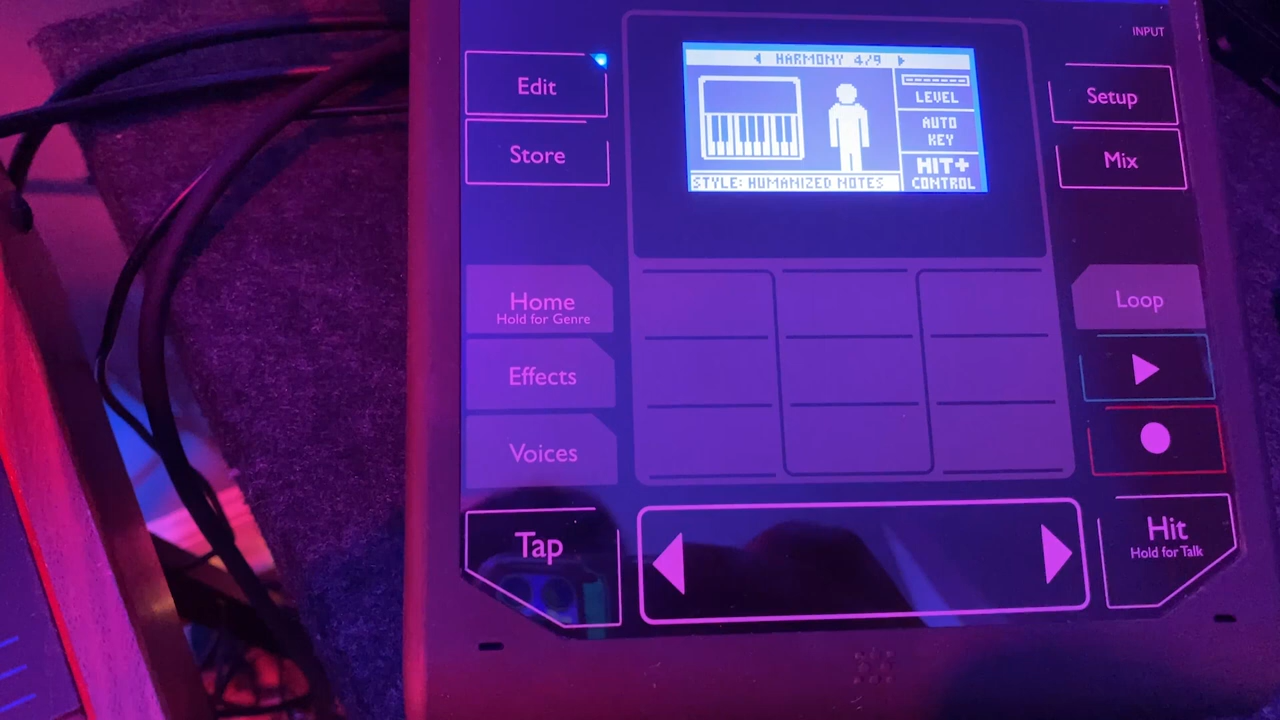 INPUT
Edit
Store
HARMONY 4/9
LEVEL
AUTO
KEY
HIT+
CONTROL
STYLE: HUMANIZED NOTES
Setup
Mix
Home
Hold for Genre
Effects
Voices
Loop
Tap
Hit
Hold for Talk